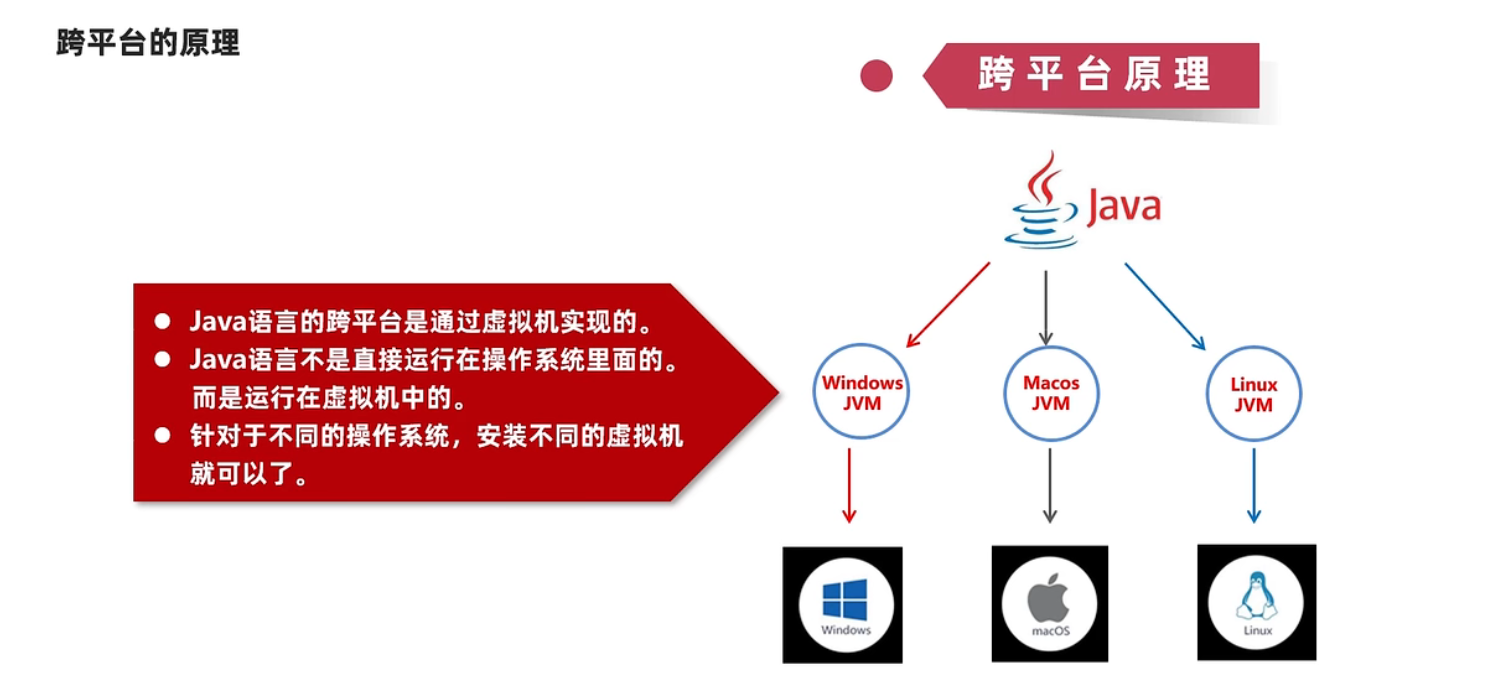 跨平台的原理
跨平台原理
Java
Java语言的跨平台是通过虚拟机实现的。
Java语言不是直接运行在操作系统里面的。
而是运行在虚拟机中的。
针对于不同的操作系统，安装不同的虚拟机
就可以了。
Windows
JVM
Macos
JVM
Linux
JVM
Windows
macOS
Linux